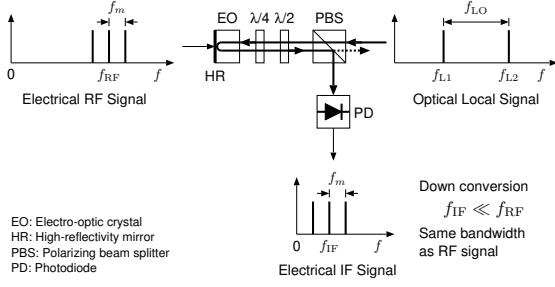 f_m
EO λ/4 λ/2 PBS
f_LO
0 f_RF f
HR
f_L1 f_L2 f
Electrical RF Signal
Optical Local Signal
PD
f_m
Down conversion
f_IF ≪ f_RF
Same bandwidth
as RF signal
0 f_IF f
Electrical IF Signal
EO: Electro-optic crystal
HR: High-reflectivity mirror
PBS: Polarizing beam splitter
PD: Photodiode